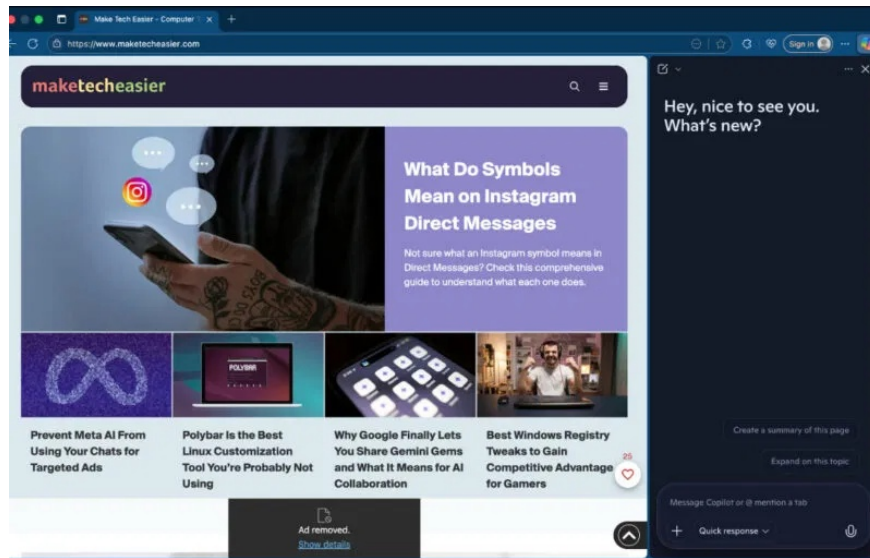 Make Tech Easier - Computer
https://www.maketecheasier.com
Sign in
maketecheasier
What Do Symbols
Mean on Instagram
Direct Messages
Not sure what an Instagram symbol means in
Direct Messages? Check this comprehensive
guide to understand what each one does.
POLYBAR
Prevent Meta AI From
Using Your Chats for
Targeted Ads
Polybar Is the Best
Linux Customization
Tool You're Probably Not
Using
Why Google Finally Lets
You Share Gemini Gems
and What It Means for AI
Collaboration
Best Windows Registry
Tweaks to Gain
Competitive Advantage
for Gamers
25
Ad removed.
Show details
Hey, nice to see you.
What's new?
Create a summary of this page
Expand on this topic
Message Copilot or @ mention a tab
Quick response